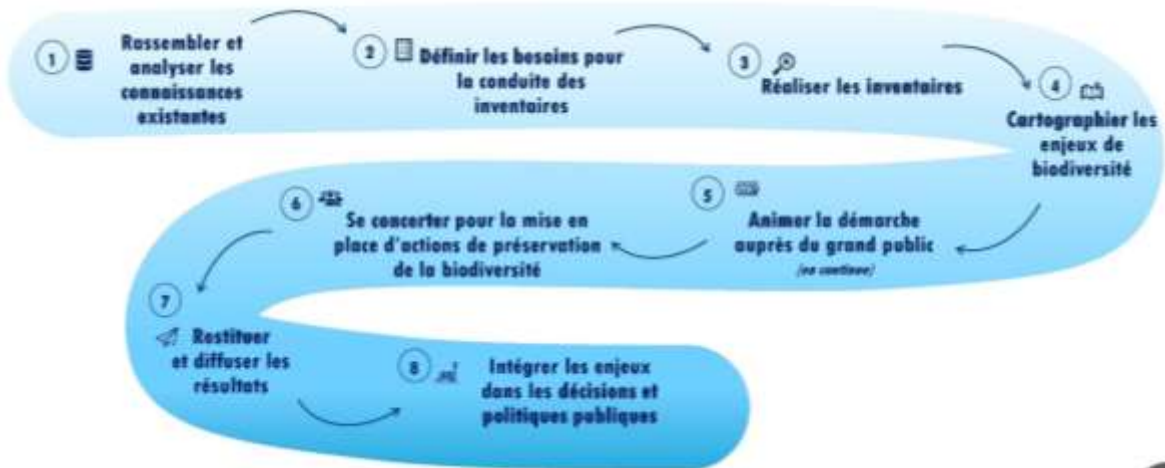 1
Rassembler et
analyser les
connaissances
existantes
2
Définir les besoins pour
la conduite des
inventaires
3
Réaliser les inventaires
4
Cartographier les
enjeux de
biodiversité
5
Animer la démarche
auprès du grand public
(en continue)
6
Se concerter pour la mise en
place d'actions de préservation
de la biodiversité
7
Restituer
et diffuser les
résultats
8
Intégrer les enjeux
dans les décisions et
politiques publiques